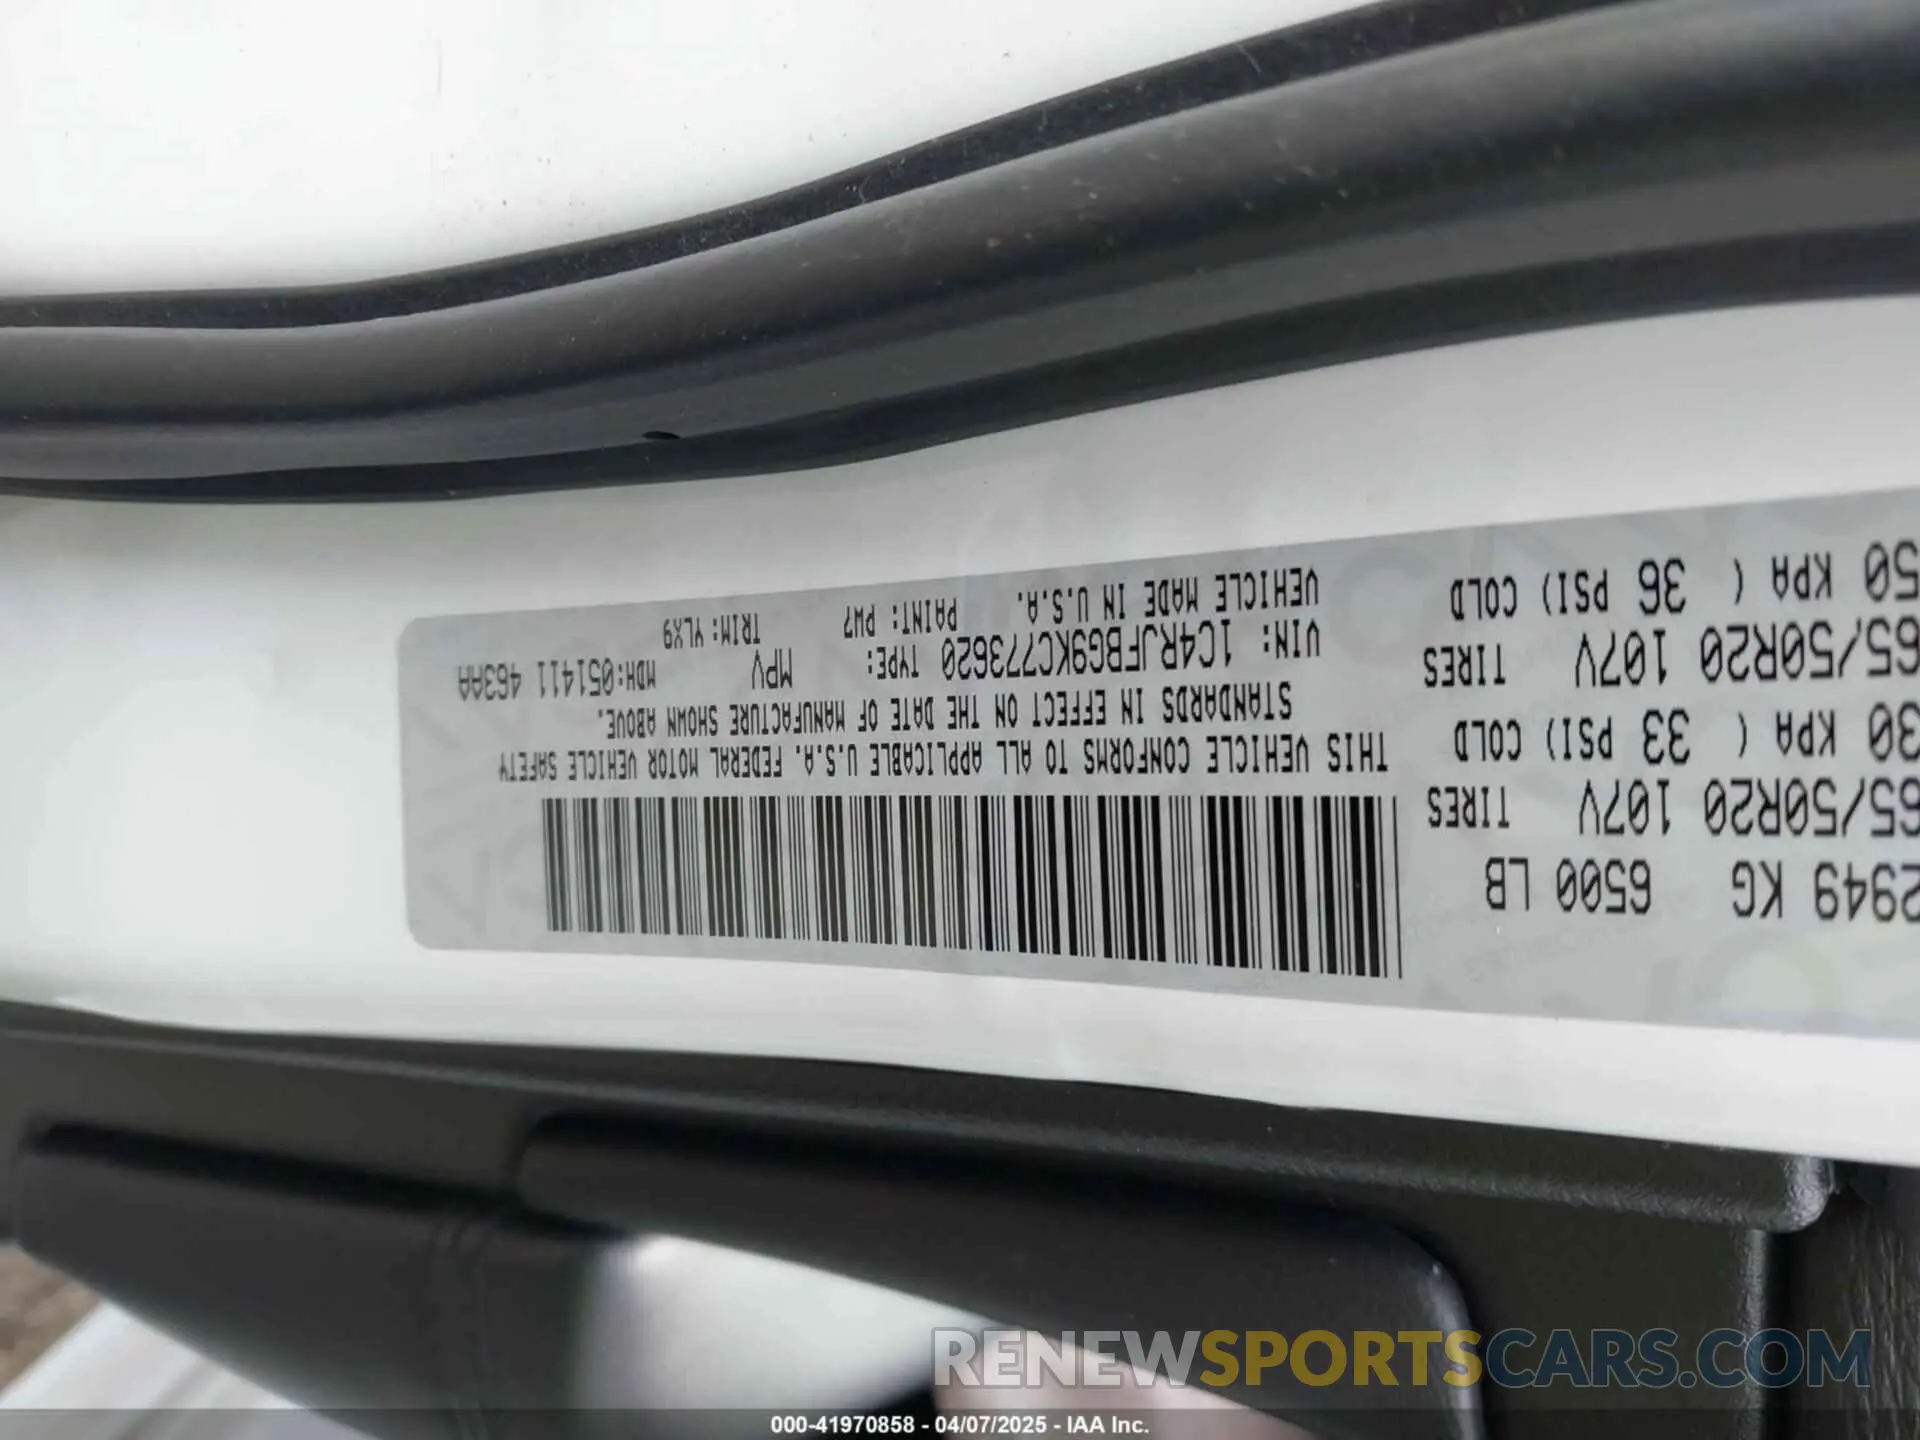 2949 KG 6500 LB
65/50R20 107V TIRES
30 KPA ( 33 PSI) COLD
65/50R20 107V TIRES
50 KPA ( 36 PSI) COLD
THIS VEHICLE CONFORMS TO ALL APPLICABLE U.S.A. FEDERAL MOTOR VEHICLE SAFETY
STANDARDS IN EFFECT ON THE DATE OF MANUFACTURE SHOWN ABOVE.
VIN: 1C4RJFBG9KC773620 TYPE: MPV MDH:051411 463AA
VEHICLE MADE IN U.S.A. PAINT: PW7 TRIM: YLX9
RENEWSPORTSCARS.COM
000-41970858 - 04/07/2025 - IAA Inc.